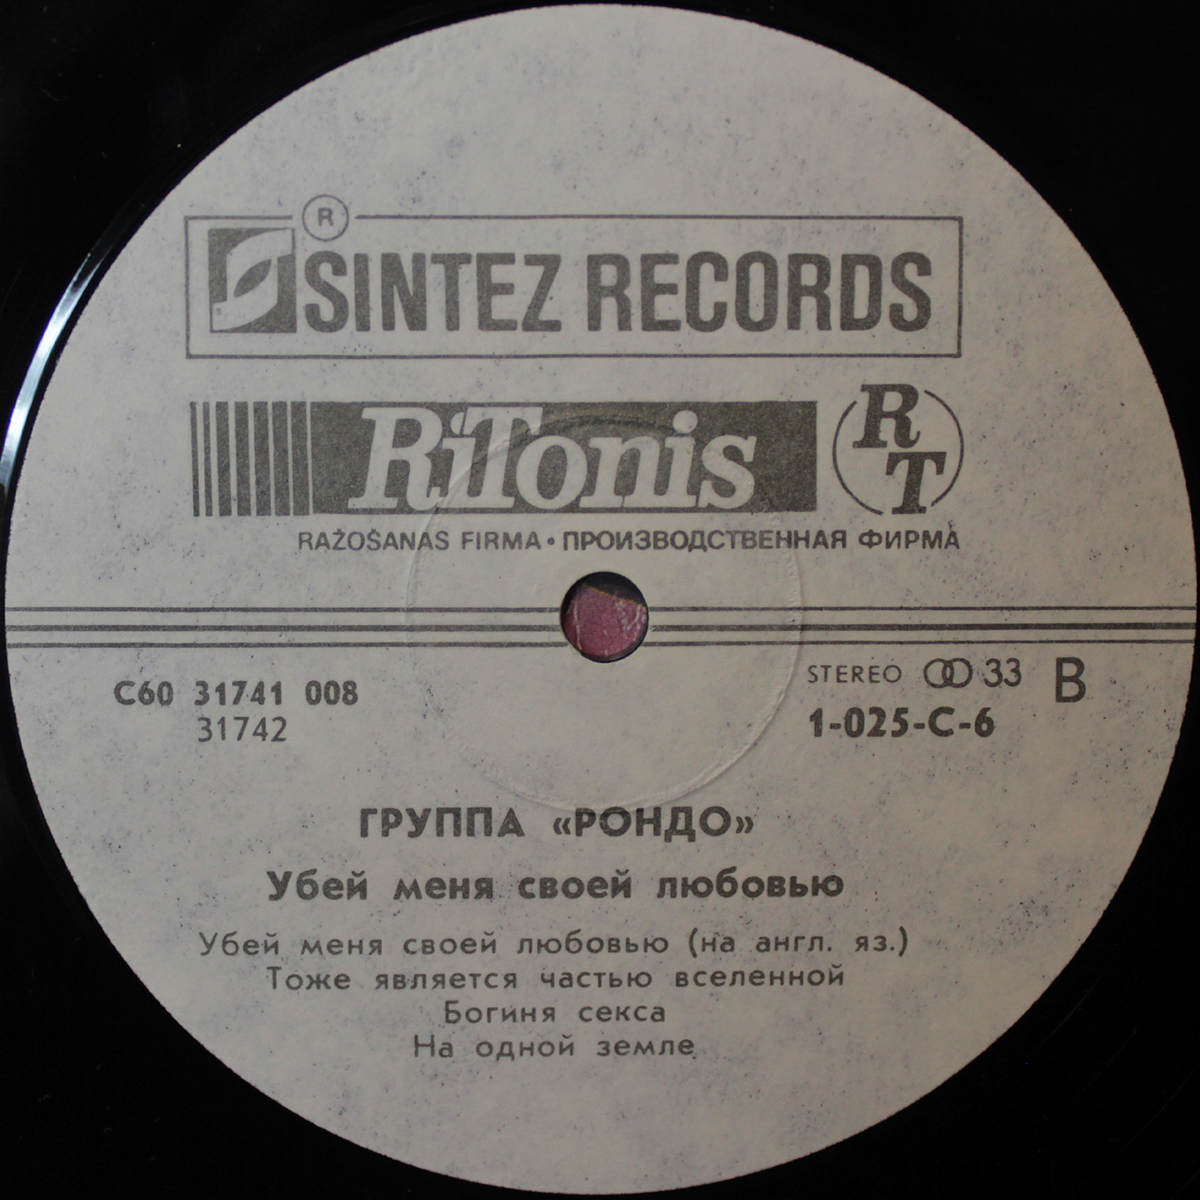 R
SINTEZ RECORDS
RiTonis RT
RAŽOŠANAS FIRMA • ПРОИЗВОДСТВЕННАЯ ФИРМА
С60 31741 008
31742
STEREO 33 B
1-025-C-6
ГРУППА «РОНДО»
Убей меня своей любовью
Убей меня своей любовью (на англ. яз.)
Тоже является частью вселенной
Богиня секса
На одной земле